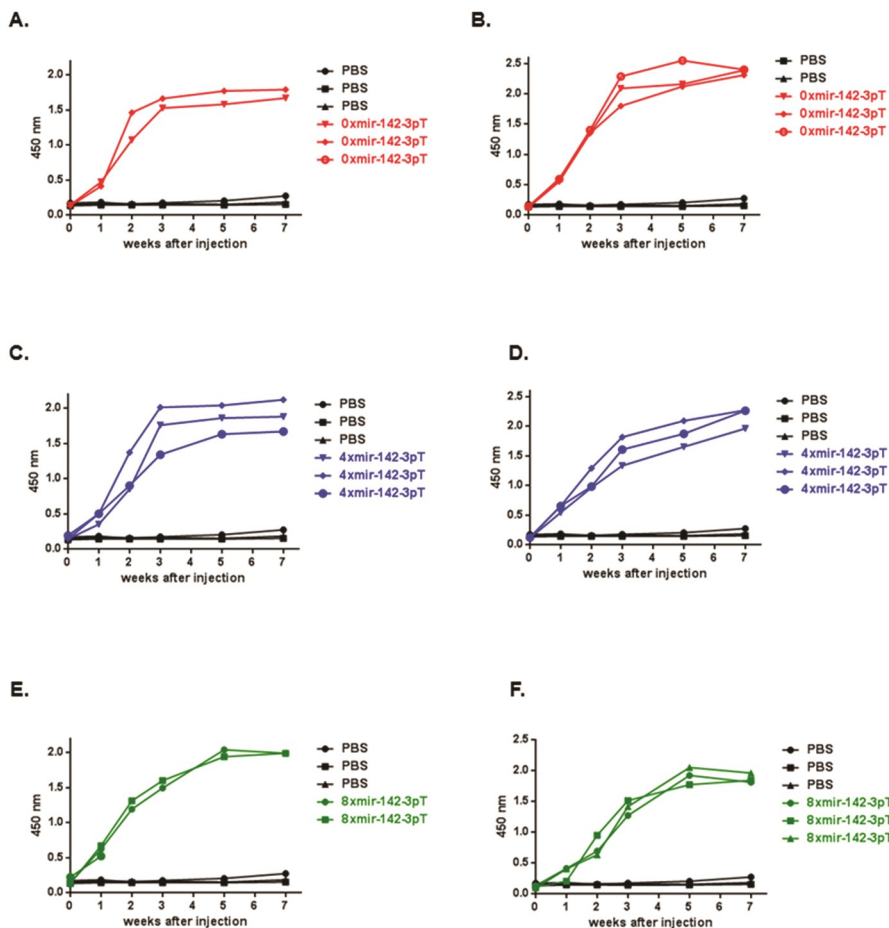 A.
450 nm
2.0
1.5
1.0
0.5
0.0
0 1 2 3 4 5 6 7
weeks after injection
PBS
PBS
PBS
0xmir-142-3pT
0xmir-142-3pT
0xmir-142-3pT
B.
450 nm
2.5
2.0
1.5
1.0
0.5
0.0
0 1 2 3 4 5 6 7
weeks after injection
PBS
PBS
0xmir-142-3pT
0xmir-142-3pT
0xmir-142-3pT
C.
450 nm
2.0
1.5
1.0
0.5
0.0
0 1 2 3 4 5 6 7
weeks after injection
PBS
PBS
PBS
4xmir-142-3pT
4xmir-142-3pT
4xmir-142-3pT
D.
450 nm
2.5
2.0
1.5
1.0
0.5
0.0
0 1 2 3 4 5 6 7
weeks after injection
PBS
PBS
PBS
4xmir-142-3pT
4xmir-142-3pT
4xmir-142-3pT
E.
450 nm
2.0
1.5
1.0
0.5
0.0
0 1 2 3 4 5 6 7
weeks after injection
PBS
PBS
PBS
8xmir-142-3pT
8xmir-142-3pT
F.
450 nm
2.5
2.0
1.5
1.0
0.5
0.0
0 1 2 3 4 5 6 7
weeks after injection
PBS
PBS
PBS
8xmir-142-3pT
8xmir-142-3pT
8xmir-142-3pT